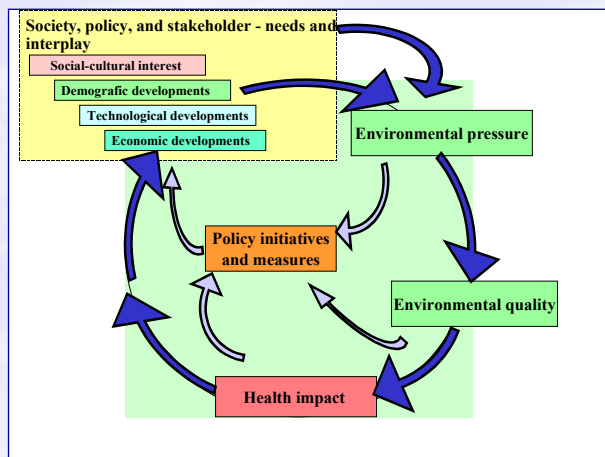 Society, policy, and stakeholder - needs and
interplay
Social-cultural interest
Demografic developments
Technological developments
Economic developments
Environmental pressure
Policy initiatives
and measures
Environmental quality
Health impact